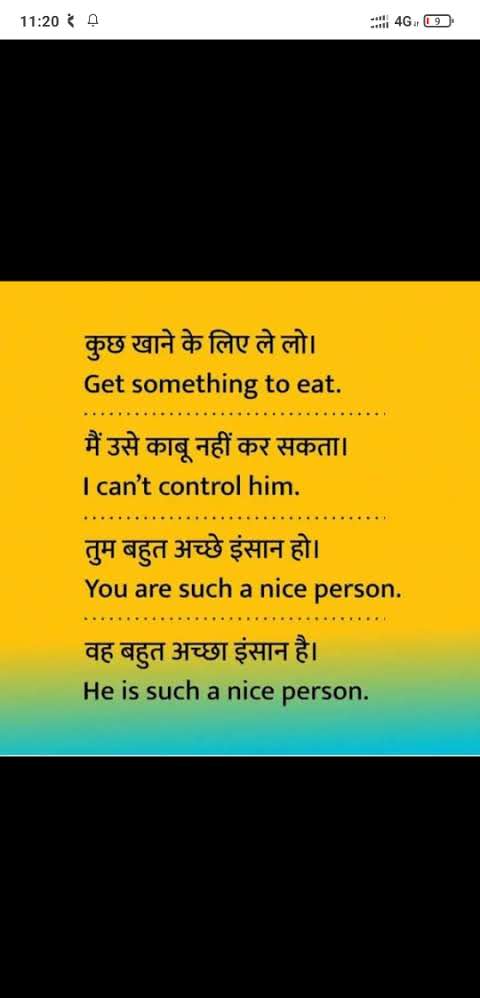 11:20
4G
9
कुछ खाने के लिए ले लो।
Get something to eat.
मैं उसे काबू नहीं कर सकता।
I can't control him.
तुम बहुत अच्छे इंसान हो।
You are such a nice person.
वह बहुत अच्छा इंसान है।
He is such a nice person.